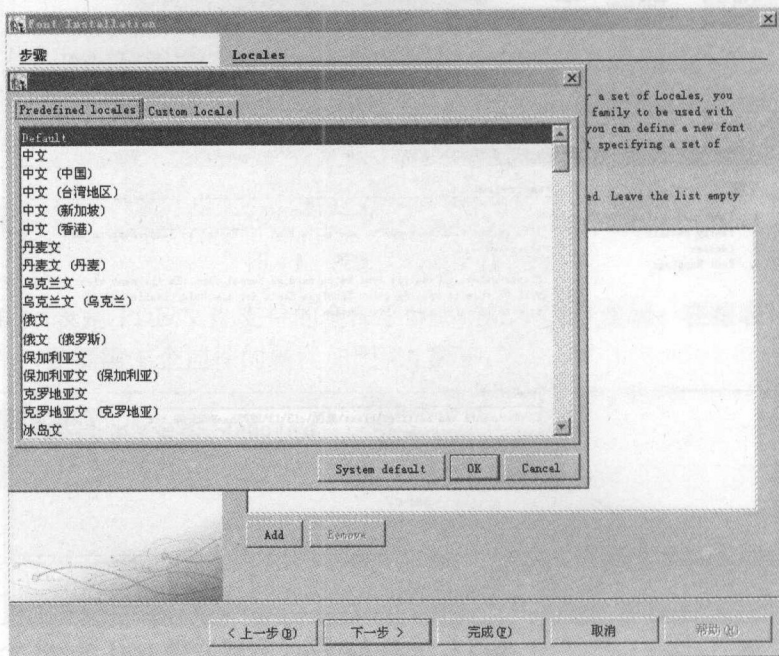 Font Installation
步骤
Locales
r a set of Locales, you
family to be used with
you can define a new font
t specifying a set of
ed. Leave the list empty
Predefined locales
Custom locale
Default
中文
中文 (中国)
中文 (台湾地区)
中文 (新加坡)
中文 (香港)
丹麦文
丹麦文 (丹麦)
乌克兰文
乌克兰文 (乌克兰)
俄文
俄文 (俄罗斯)
保加利亚文
保加利亚文 (保加利亚)
克罗地亚文
克罗地亚文 (克罗地亚)
冰岛文
System default
OK
Cancel
Add
Remove
< 上一步(B)
下一步 >
完成(F)
取消
帮助(H)